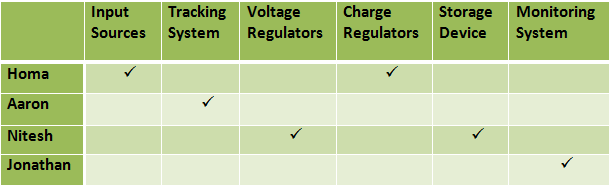 Input Sources Tracking System Voltage Regulators Charge Regulators Storage Device Monitoring System
Homa ✓ ✓
Aaron ✓
Nitesh ✓ ✓
Jonathan ✓